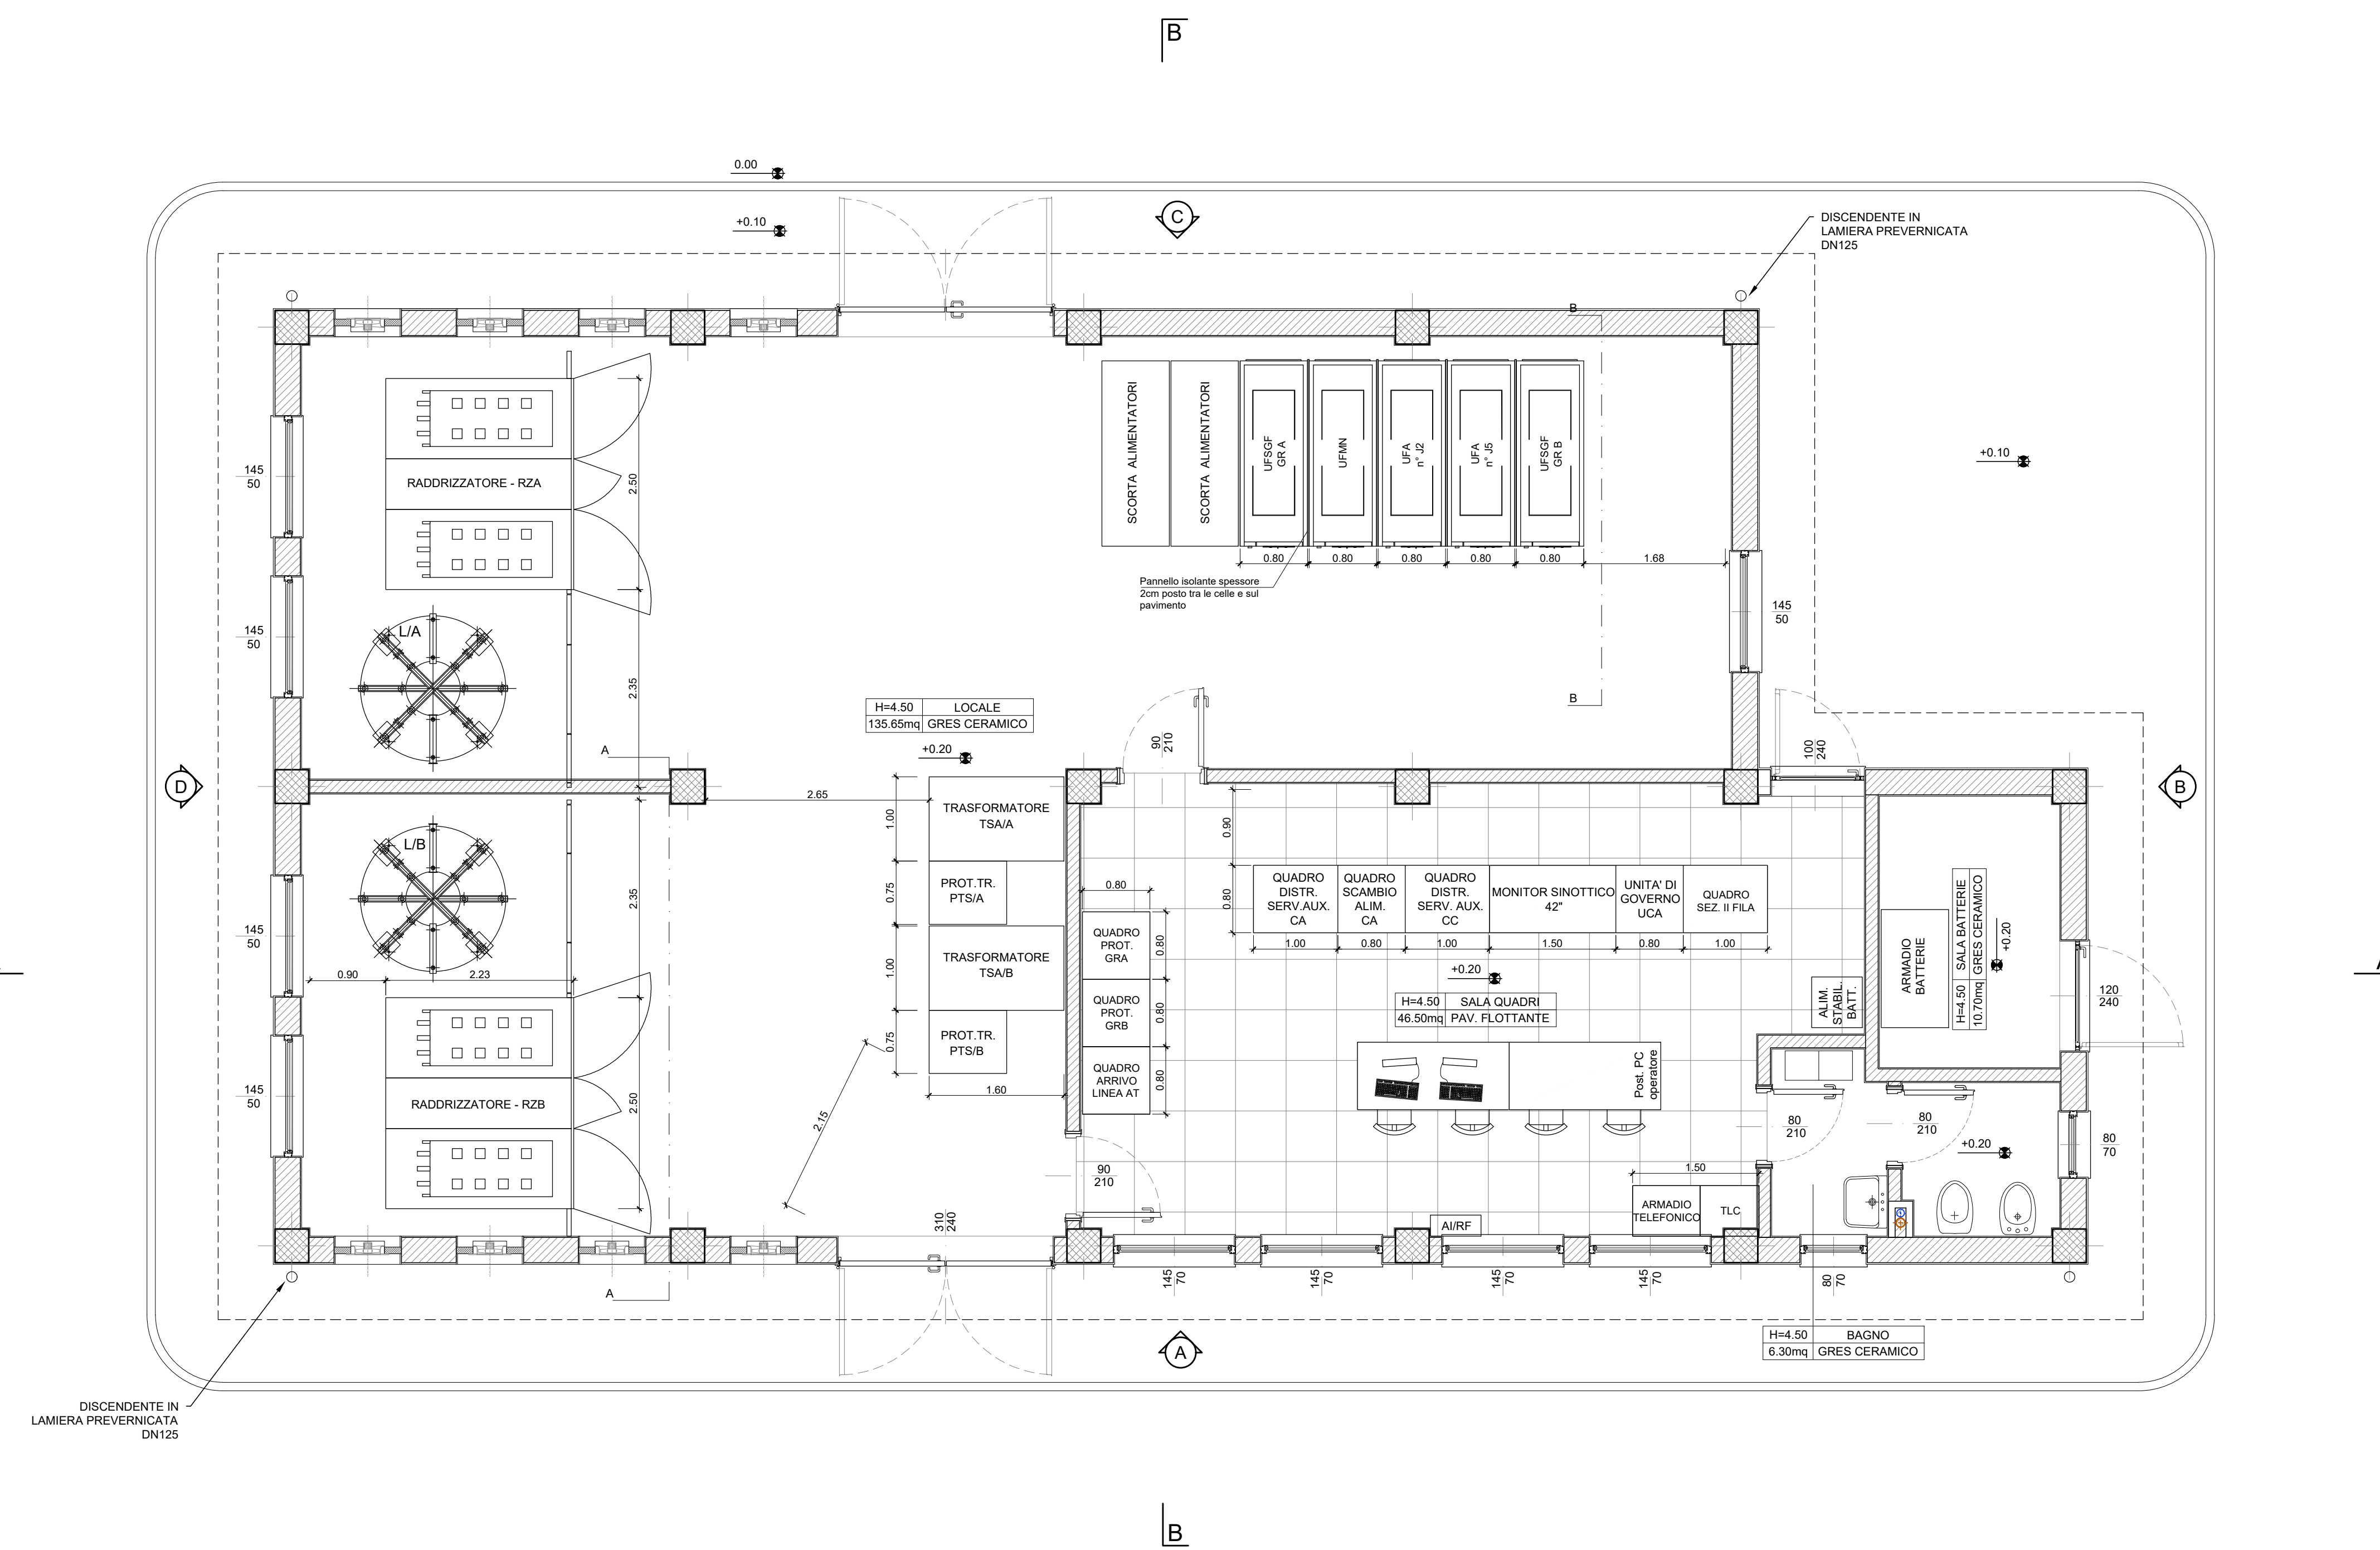 B
0.00
+0.10
C
DISCENDENTE IN
LAMIERA PREVERNICATA
DN125
B
SCORTA ALIMENTATORI
SCORTA ALIMENTATORI
UFSGF
GR A
UFMN
UFA
n° J2
UFA
n° J5
UFSGF
GR B
+0.10
145
50
RADDRIZZATORE - RZA
2.50
0.80
0.80
0.80
0.80
0.80
1.68
Pannello isolante spessore
2cm posto tra le celle e sul
pavimento
145
50
145
50
L/A
2.35
H=4.50
LOCALE
135.65mq
GRES CERAMICO
+0.20
B
90
210
100
240
A
D
B
2.65
TRASFORMATORE
TSA/A
1.00
PROT.TR.
PTS/A
0.75
TRASFORMATORE
TSA/B
1.00
PROT.TR.
PTS/B
0.75
1.60
2.15
L/B
2.35
145
50
0.90
2.23
RADDRIZZATORE - RZB
2.50
145
50
0.90
0.80
0.80
QUADRO
PROT.
GRA
0.80
QUADRO
PROT.
GRB
0.80
QUADRO
ARRIVO
LINEA AT
0.80
QUADRO
DISTR.
SERV.AUX.
CA
QUADRO
SCAMBIO
ALIM.
CA
QUADRO
DISTR.
SERV. AUX.
CC
MONITOR SINOTTICO
42"
UNITA' DI
GOVERNO
UCA
QUADRO
SEZ. II FILA
1.00
0.80
1.00
1.50
0.80
1.00
+0.20
H=4.50
SALA QUADRI
46.50mq
PAV. FLOTTANTE
ALIM.
STABIL.
BATT.
ARMADIO
BATTERIE
H=4.50
SALA BATTERIE
10.70mq
GRES CERAMICO
+0.20
120
240
Post. PC
operatore
80
210
80
210
+0.20
80
70
90
210
310
240
1.50
ARMADIO
TELEFONICO
TLC
AI/RF
145
70
145
70
145
70
145
70
80
70
A
A
H=4.50
BAGNO
6.30mq
GRES CERAMICO
DISCENDENTE IN
LAMIERA PREVERNICATA
DN125
B